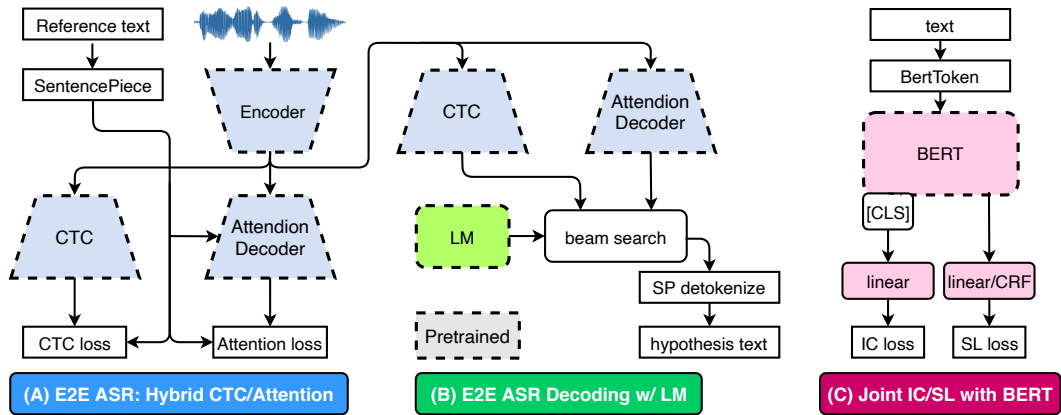 Reference text
SentencePiece
Encoder
CTC
Attendion
Decoder
CTC loss
Attention loss
(A) E2E ASR: Hybrid CTC/Attention
CTC
Attendion
Decoder
LM
beam search
SP detokenize
Pretrained
hypothesis text
(B) E2E ASR Decoding w/ LM
text
BertToken
BERT
[CLS]
linear
linear/CRF
IC loss
SL loss
(C) Joint IC/SL with BERT